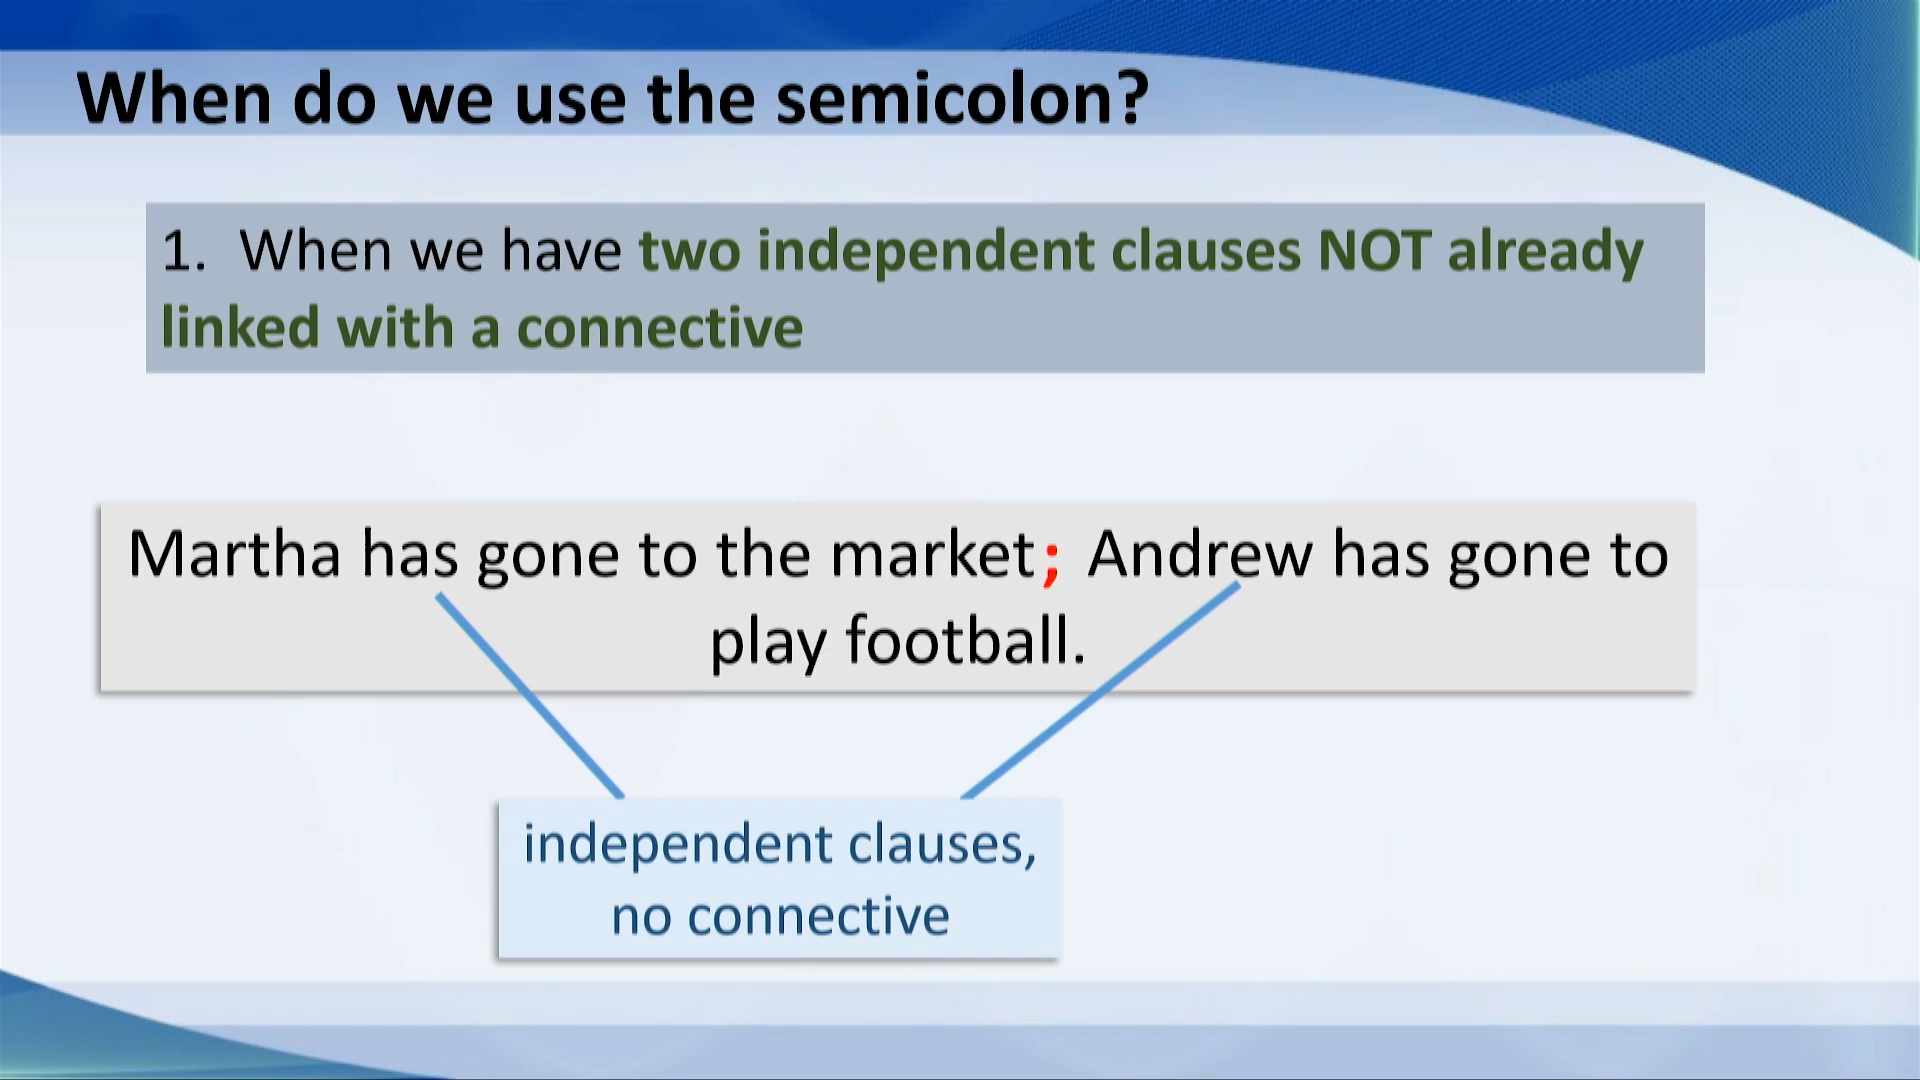 When do we use the semicolon?
1. When we have two independent clauses NOT already
linked with a connective
Martha has gone to the market; Andrew has gone to
play football.
independent clauses,
no connective